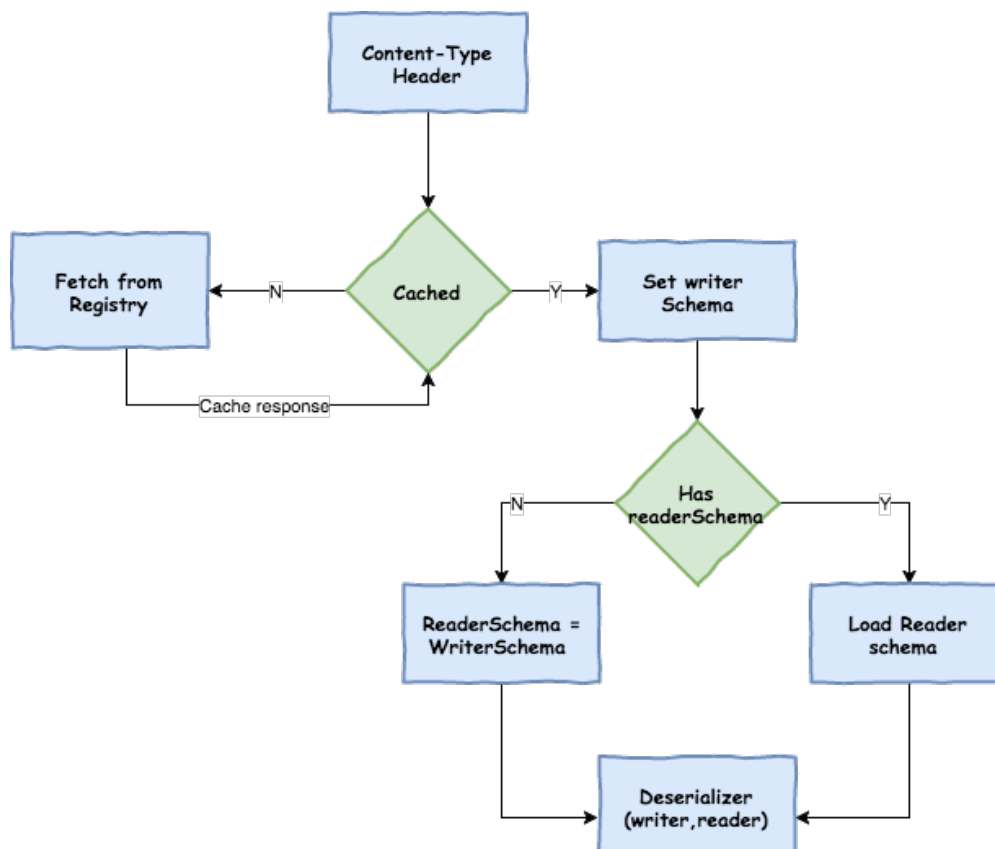 Content-Type
Header
Fetch from
Registry
N
Cached
Y
Set writer
Schema
Cache response
Has
readerSchema
N
Y
ReaderSchema =
WriterSchema
Load Reader
schema
Deserializer
(writer,reader)